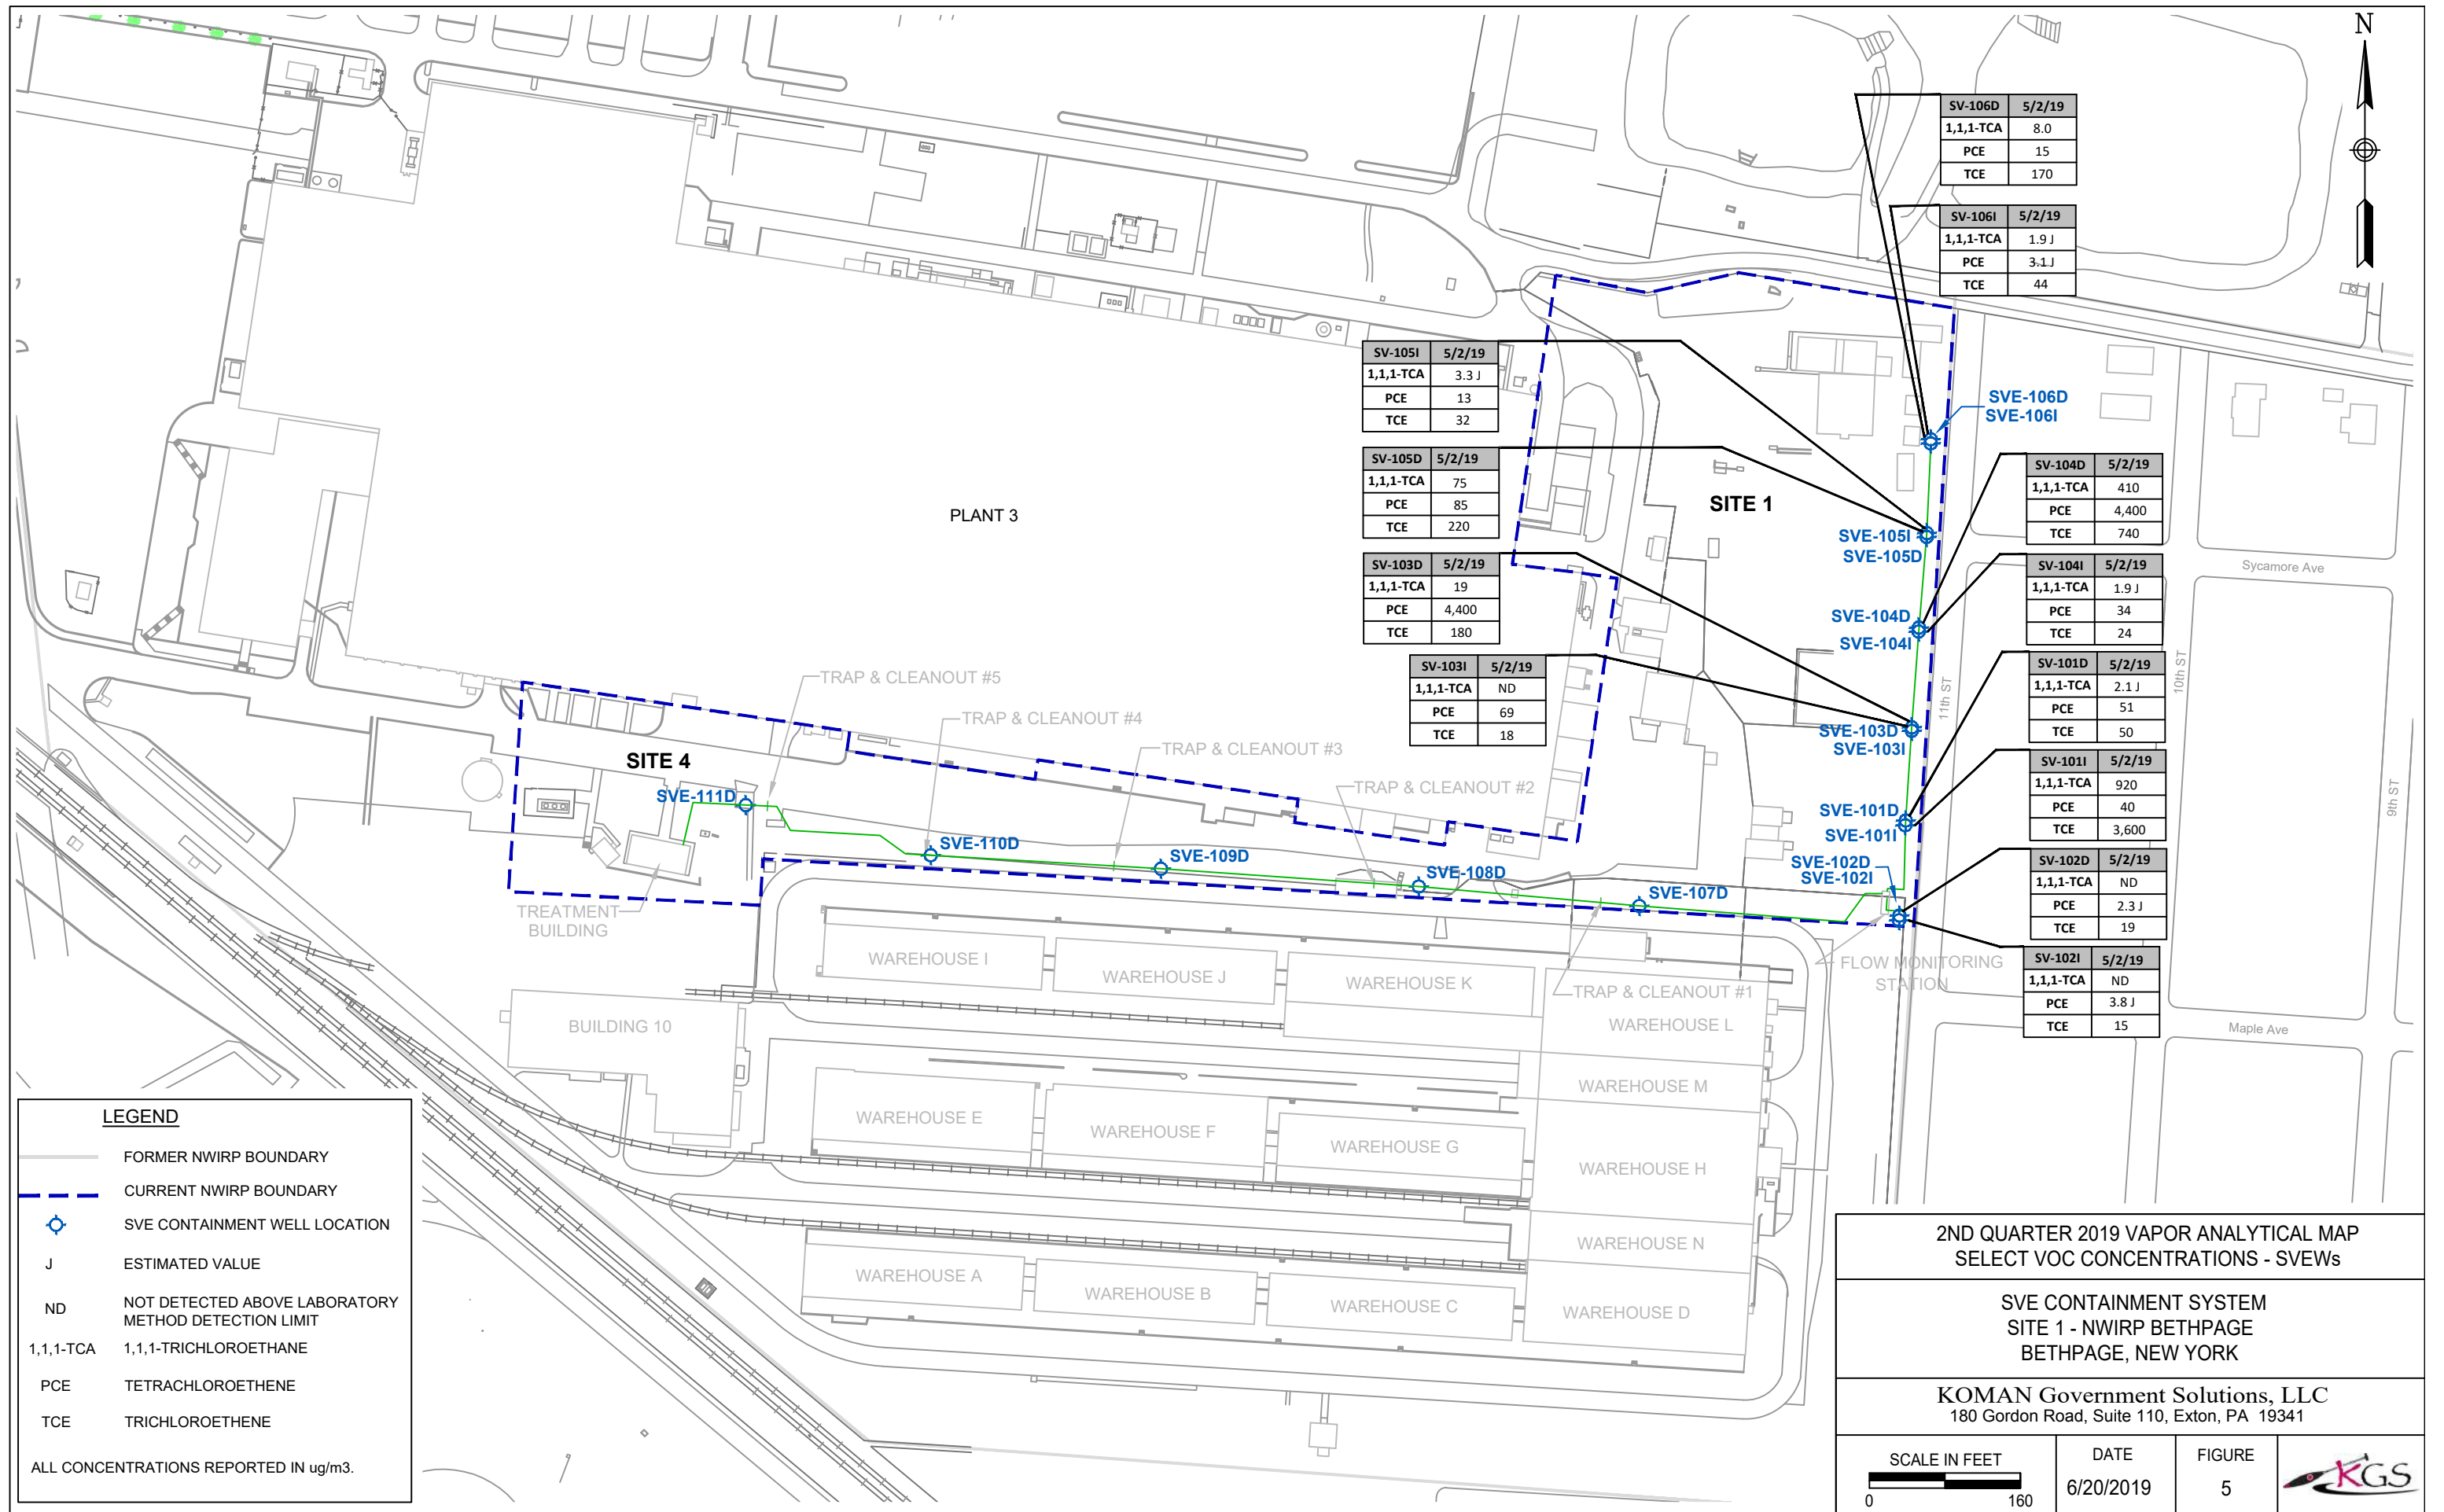 N
SV-106D 5/2/19
1,1,1-TCA 8.0
PCE 15
TCE 170
SV-106I 5/2/19
1,1,1-TCA 1.9 J
PCE 3.1 J
TCE 44
SV-105I 5/2/19
1,1,1-TCA 3.3 J
PCE 13
TCE 32
SV-105D 5/2/19
1,1,1-TCA 75
PCE 85
TCE 220
SV-103D 5/2/19
1,1,1-TCA 19
PCE 4,400
TCE 180
SV-103I 5/2/19
1,1,1-TCA ND
PCE 69
TCE 18
SV-104D 5/2/19
1,1,1-TCA 410
PCE 4,400
TCE 740
SV-104I 5/2/19
1,1,1-TCA 1.9 J
PCE 34
TCE 24
SV-101D 5/2/19
1,1,1-TCA 2.1 J
PCE 51
TCE 50
SV-101I 5/2/19
1,1,1-TCA 920
PCE 40
TCE 3,600
SV-102D 5/2/19
1,1,1-TCA ND
PCE 2.3 J
TCE 19
SV-102I 5/2/19
1,1,1-TCA ND
PCE 3.8 J
TCE 15
SVE-106D
SVE-106I
SITE 1
SVE-105I
SVE-105D
SVE-104D
SVE-104I
SVE-103D
SVE-103I
SVE-101D
SVE-101I
SVE-102D
SVE-102I
Sycamore Ave
11th ST
10th ST
9th ST
Maple Ave
PLANT 3
TRAP & CLEANOUT #5
TRAP & CLEANOUT #4
TRAP & CLEANOUT #3
TRAP & CLEANOUT #2
SITE 4
SVE-111D
SVE-110D
SVE-109D
SVE-108D
SVE-107D
TREATMENT
BUILDING
FLOW MONITORING
STATION
TRAP & CLEANOUT #1
WAREHOUSE I
WAREHOUSE J
WAREHOUSE K
WAREHOUSE L
BUILDING 10
WAREHOUSE M
WAREHOUSE E
WAREHOUSE F
WAREHOUSE G
WAREHOUSE H
WAREHOUSE N
WAREHOUSE A
WAREHOUSE B
WAREHOUSE C
WAREHOUSE D
LEGEND
FORMER NWIRP BOUNDARY
CURRENT NWIRP BOUNDARY
SVE CONTAINMENT WELL LOCATION
J ESTIMATED VALUE
ND NOT DETECTED ABOVE LABORATORY
METHOD DETECTION LIMIT
1,1,1-TCA 1,1,1-TRICHLOROETHANE
PCE TETRACHLOROETHENE
TCE TRICHLOROETHENE
ALL CONCENTRATIONS REPORTED IN ug/m3.
2ND QUARTER 2019 VAPOR ANALYTICAL MAP
SELECT VOC CONCENTRATIONS - SVEWs
SVE CONTAINMENT SYSTEM
SITE 1 - NWIRP BETHPAGE
BETHPAGE, NEW YORK
KOMAN Government Solutions, LLC
180 Gordon Road, Suite 110, Exton, PA 19341
SCALE IN FEET
0 160
DATE
6/20/2019
FIGURE
5
KGS